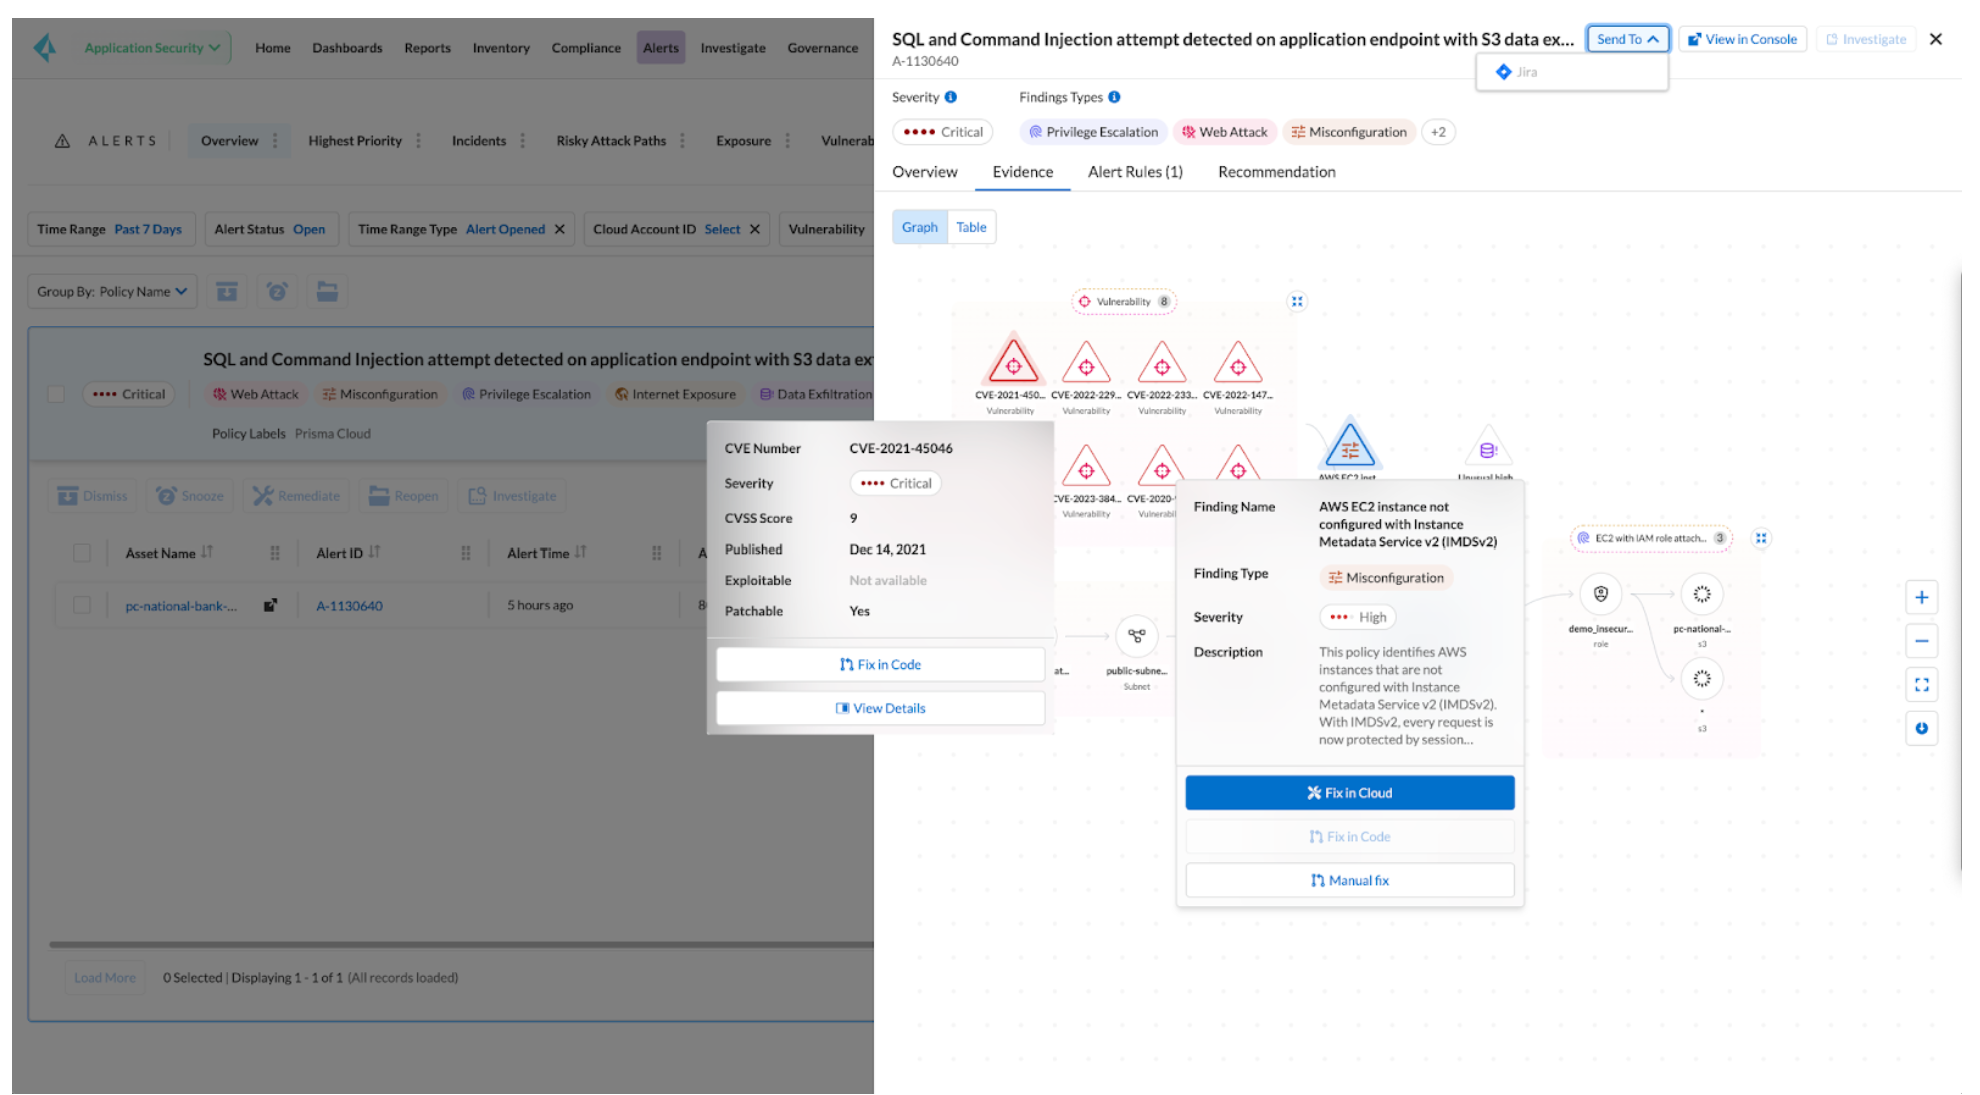 Application Security
Home
Dashboards
Reports
Inventory
Compliance
Alerts
Investigate
Governance
ALERTS
Overview
Highest Priority
Incidents
Risky Attack Paths
Exposure
Vulnerab
Time Range Past 7 Days
Alert Status Open
Time Range Type Alert Opened
Cloud Account ID Select
Vulnerability
Group By: Policy Name
SQL and Command Injection attempt detected on application endpoint with S3 data ex
Critical
Web Attack
Misconfiguration
Privilege Escalation
Internet Exposure
Data Exfiltration
Policy Labels Prisma Cloud
Dismiss
Snooze
Remediate
Reopen
Investigate
Asset Name
Alert ID
Alert Time
A
pc-national-bank-...
A-1130640
5 hours ago
8
Load More
0 Selected | Displaying 1 - 1 of 1 (All records loaded)
SQL and Command Injection attempt detected on application endpoint with S3 data ex...
A-1130640
Send To
View in Console
Investigate
Jira
Severity
Findings Types
Critical
Privilege Escalation
Web Attack
Misconfiguration
+2
Overview
Evidence
Alert Rules (1)
Recommendation
Graph
Table
Vulnerability 8
CVE-2021-450... CVE-2022-229... CVE-2022-233... CVE-2022-147...
Vulnerability Vulnerability Vulnerability Vulnerability
CVE-2023-384... CVE-2020-
Vulnerability Vulnerabil
AWS EC2 inst
Unusual high
CVE Number CVE-2021-45046
Severity Critical
CVSS Score 9
Published Dec 14, 2021
Exploitable Not available
Patchable Yes
Fix in Code
View Details
at...
public-subne...
Subnet
Finding Name AWS EC2 instance not
configured with Instance
Metadata Service v2 (IMDSv2)
Finding Type Misconfiguration
Severity High
Description This policy identifies AWS
instances that are not
configured with Instance
Metadata Service v2 (IMDSv2).
With IMDSv2, every request is
now protected by session...
Fix in Cloud
Fix in Code
Manual fix
EC2 with IAM role attach... 3
demo_insecur...
role
pc-national-...
s3
s3